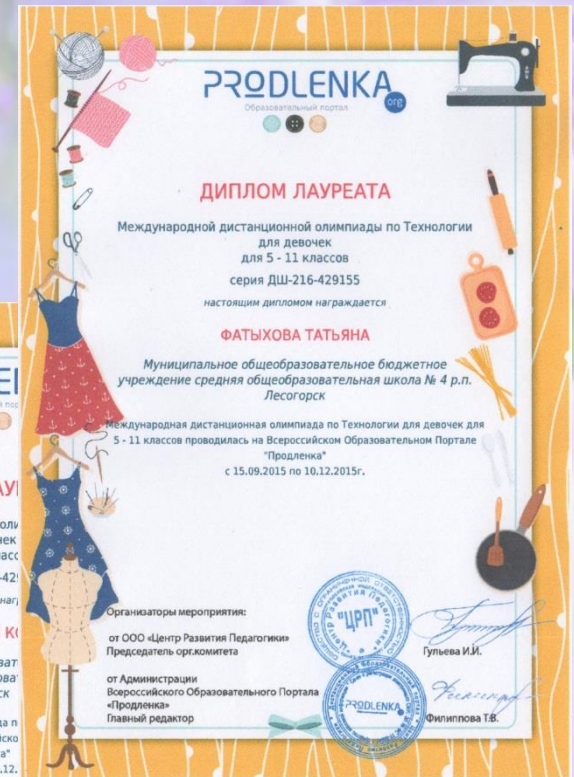 PRODLENKA
org
Образовательный портал
ДИПЛОМ ЛАУРЕАТА
Международной дистанционной олимпиады по Технологии
для девочек
для 5 - 11 классов
серия ДШ-216-429155
настоящим дипломом награждается
ФАТЫХОВА ТАТЬЯНА
Муниципальное общеобразовательное бюджетное
учреждение средняя общеобразовательная школа № 4 р.п.
Лесогорск
Международная дистанционная олимпиада по Технологии для девочек для
5 - 11 классов проводилась на Всероссийском Образовательном Портале
"Продленка"
с 15.09.2015 по 10.12.2015г.
Организаторы мероприятия:
от ООО «Центр Развития Педагогики»
Председатель орг.комитета
Гульева И.И.
от Администрации
Всероссийского Образовательного Портала
«Продленка»
Главный редактор
Филиппова Т.В.
"ЦРП"
PRODLENKA